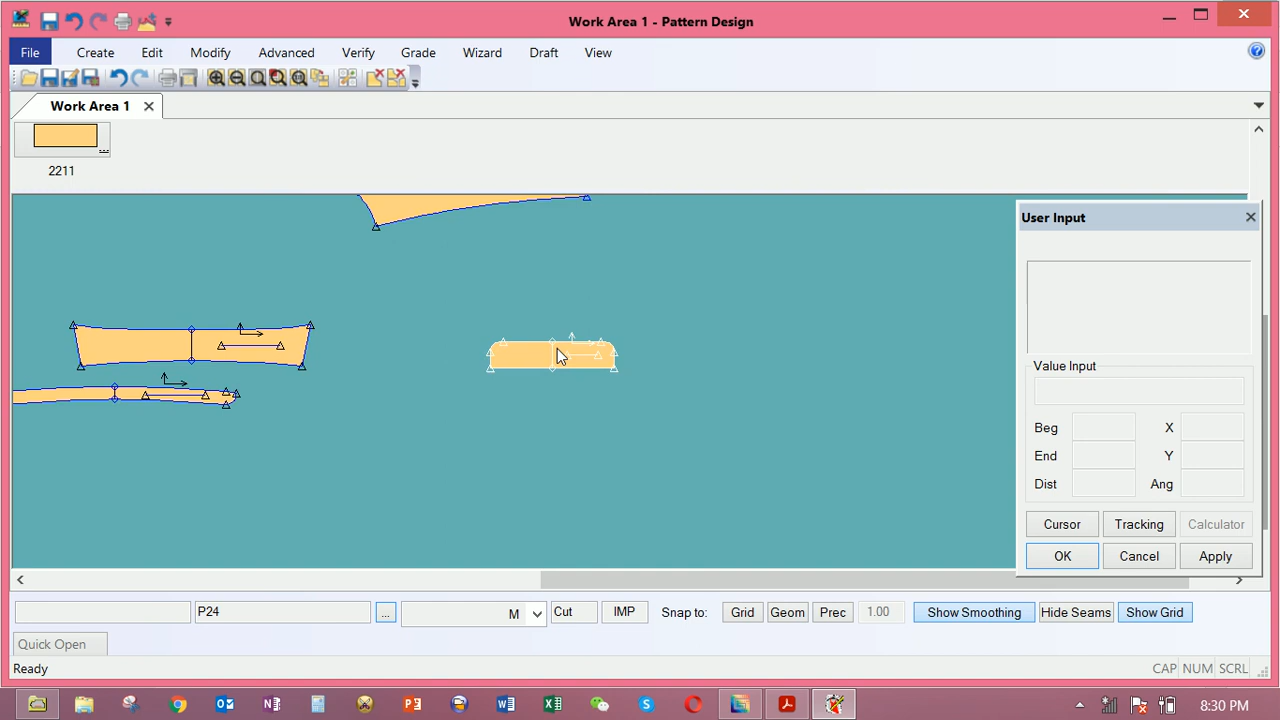 Work Area 1 - Pattern Design
File Create Edit Modify Advanced Verify Grade Wizard Draft View
Work Area 1
2211
User Input
Value Input
Beg X
End Y
Dist Ang
Cursor Tracking Calculator
OK Cancel Apply
P24 ... M Cut IMP Snap to: Grid Geom Prec 1.00 Show Smoothing Hide Seams Show Grid
Quick Open
Ready CAP NUM SCRL
8:30 PM